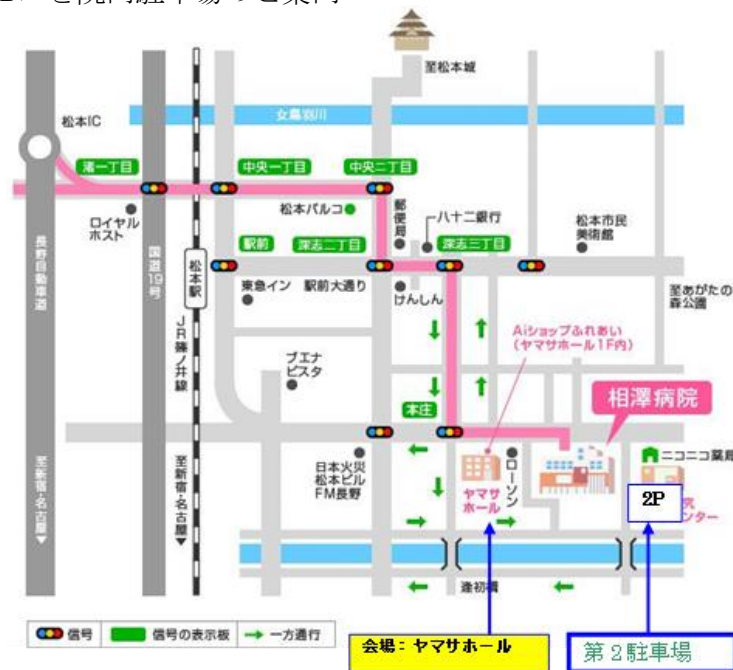 院内駐車場のご案内
至松本城
松本IC
女鳥羽川
渚一丁目
中央一丁目
中央二丁目
ロイヤル
ホスト
松本パルコ
郵便局
八十二銀行
松本市民
美術館
長野自動車道
国道19号
松本駅
駅前
深志二丁目
深志三丁目
東急イン
駅前大通り
けんしん
至あがたの
森公園
JR篠ノ井線
Aiショップふれあい
(ヤマサホール1F内)
ブエナ
ビスタ
本庄
相澤病院
日本火災
松本ビル
FM長野
ヤマサ
ホール
ローソン
ニコニコ薬局
2P
究
ンター
至新宿・名古屋▼
至新宿・名古屋▼
逢初橋
信号
信号の表示板
一方通行
会場:ヤマサホール
第2駐車場